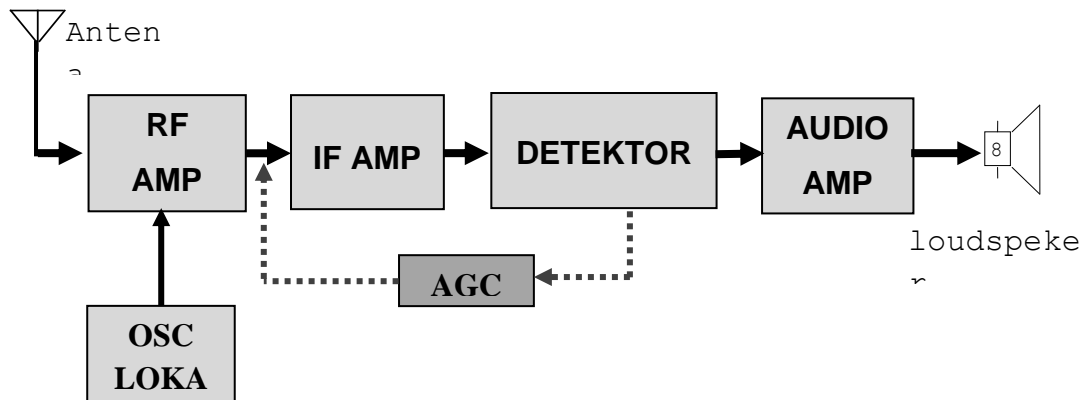 Anten
RF
AMP
IF AMP
DETEKTOR
AUDIO
AMP
8
loudspeke
AGC
OSC
LOKA